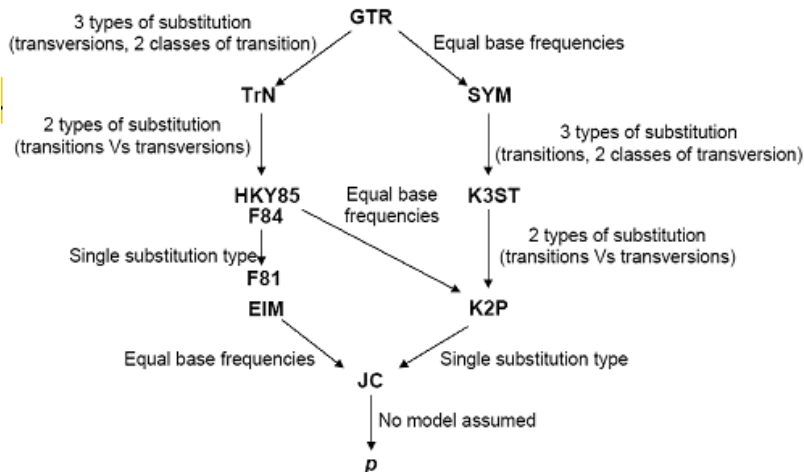 3 types of substitution
(transversions, 2 classes of transition)
GTR
Equal base frequencies
TrN
SYM
2 types of substitution
(transitions Vs transversions)
3 types of substitution
(transitions, 2 classes of transversion)
HKY85
F84
Equal base
frequencies
K3ST
Single substitution type
2 types of substitution
(transitions Vs transversions)
F81
EIM
K2P
Equal base frequencies
Single substitution type
JC
No model assumed
p